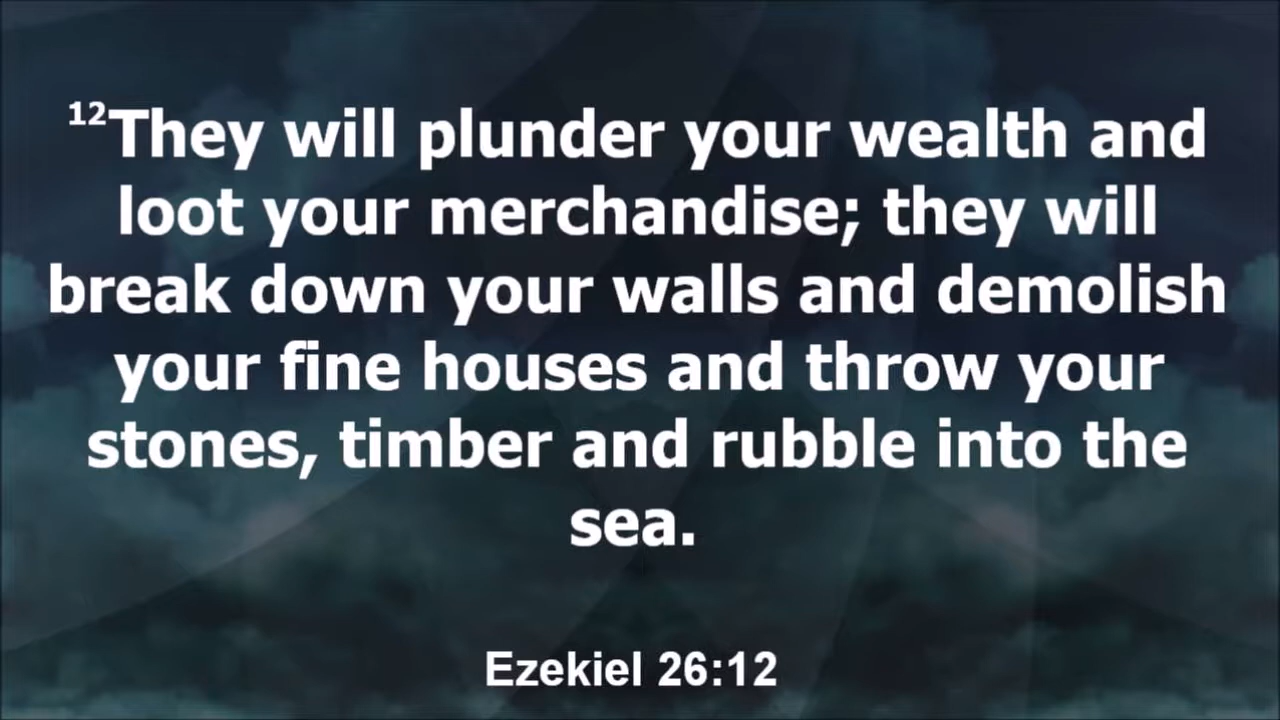 ¹²They will plunder your wealth and
loot your merchandise; they will
break down your walls and demolish
your fine houses and throw your
stones, timber and rubble into the
sea.
Ezekiel 26:12